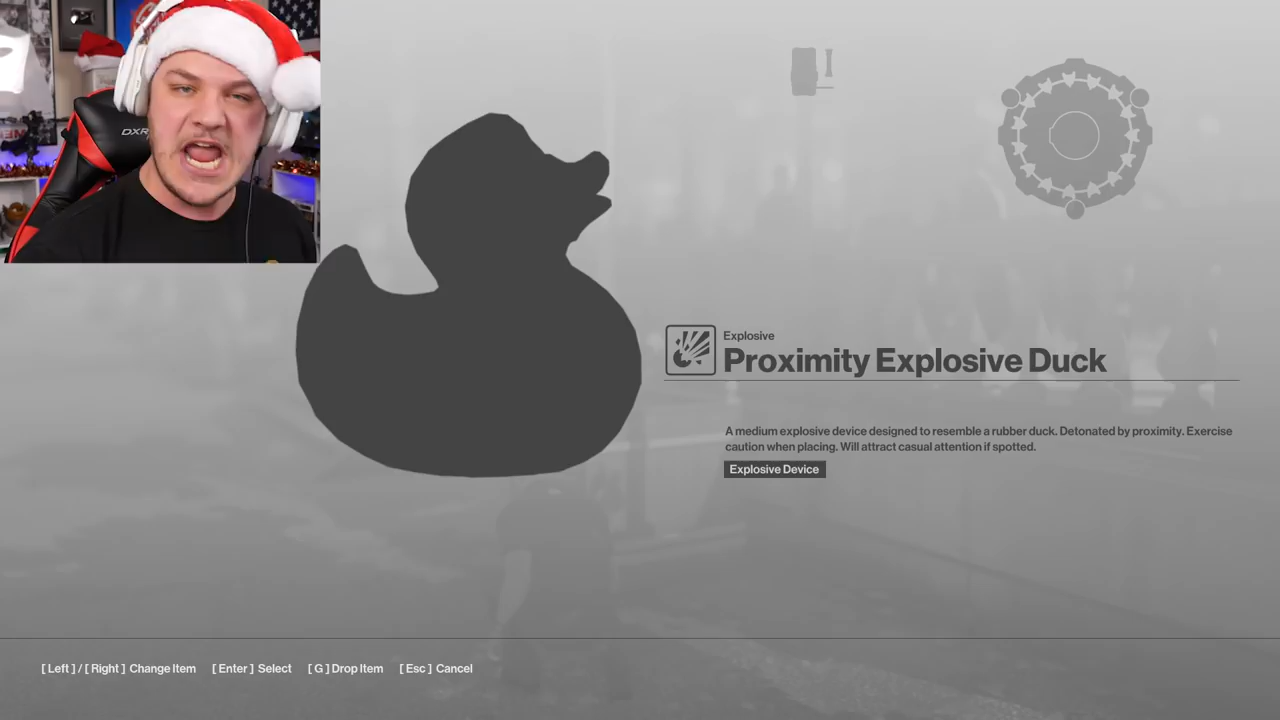 DXR
Explosive
Proximity Explosive Duck
A medium explosive device designed to resemble a rubber duck. Detonated by proximity. Exercise
caution when placing. Will attract casual attention if spotted.
Explosive Device
[ Left ] / [ Right ] Change Item [ Enter ] Select [ G ] Drop Item [ Esc ] Cancel